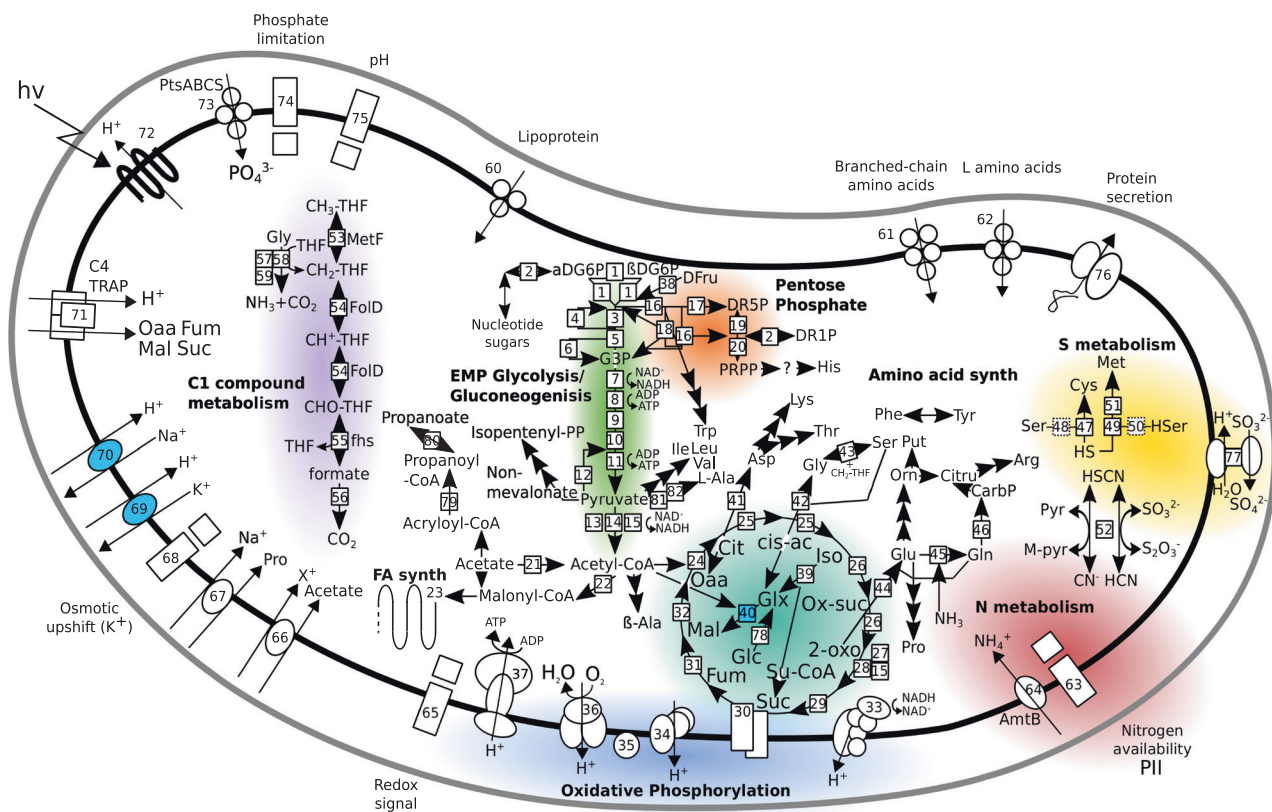 Phosphate
limitation
pH
PtsABCS
73
74
75
hv
H⁺
72
PO₄³⁻
Lipoprotein
60
Branched-chain
amino acids
L amino acids
61
62
Protein
secretion
76
C4
TRAP
71
H⁺
Oaa Fum
Mal Suc
CH₃-THF
53 MetF
Gly
THF
57 58
59
CH₂-THF
NH₃+CO₂
54 FolD
CH⁺-THF
54 FolD
C1 compound
metabolism
CHO-THF
THF
55 fhs
formate
56
CO₂
2
aDG6P
1
ßDG6P
1
1
38
DFru
Nucleotide
sugars
4
3
16
17
DR5P
Pentose
Phosphate
5
18
16
19
2
DR1P
6
G3P
20
PRPP
?
His
EMP Glycolysis/
Gluconeogenisis
7
NAD⁻
NADH
8
ADP
ATP
9
10
11
ADP
ATP
12
Trp
Propanoate
80
Propanoyl
-CoA
79
Acryloyl-CoA
Isopentenyl-PP
Non-
mevalonate
Pyruvate
81
82
Ile Leu
Val
L-Ala
13
14
15
NAD⁻
NADH
Acetate
21
Acetyl-CoA
22
Malonyl-CoA
23
FA synth
ß-Ala
Amino acid synth
Lys
Thr
Asp
Gly
43
CH₂-THF
+
Ser
Put
Phe
Tyr
Orn
Citru
Arg
CarbP
46
Glu
45
Gln
NH₃
Pro
41
42
25
25
24
Cit
cis-ac
Iso
26
Oaa
39
Glx
40
Ox-suc
44
32
Mal
78
26
Glc
2-oxo
27
15
28
31
Fum
Su-CoA
Suc
29
30
S metabolism
Met
Cys
51
Ser
48
47
49
50
HSer
HS
HSCN
Pyr
SO₃²⁻
52
M-pyr
S₂O₃⁻
CN⁻
HCN
H⁺
SO₃²⁻
77
H₂O
SO₄²⁻
N metabolism
NH₄⁺
64
63
AmtB
Nitrogen
availability
PII
H⁺
Na⁺
70
H⁺
K⁺
69
68
Na⁺
Pro
67
X⁺
Acetate
66
Osmotic
upshift (K⁺)
65
Redox
signal
ATP
ADP
37
H⁺
H₂O
O₂
36
H⁺
35
34
H⁺
33
NADH
NAD⁻
H⁺
Oxidative Phosphorylation